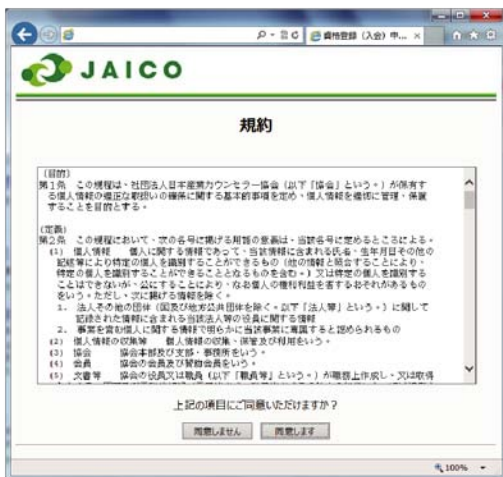 資格登録（入会）申...
JAICO
規約
(目的)
第1条　この規程は、社団法人日本産業カウンセラー協会（以下「協会」という。）が保有す
る個人情報の適正な取扱いの確保に関する基本的事項を定め、個人情報を適切に管理・保護
することを目的とする。
(定義)
第2条　この規程において、次の各号に掲げる用語の意義は、当該各号に定めるところによる。
(1)　個人情報　　個人に関する情報であって、当該情報に含まれる氏名、生年月日その他の
記述等により特定の個人を識別することができるもの（他の情報と照合することにより、
特定の個人を識別することができることとなるものを含む。）又は特定の個人を識別する
ことはできないが、公にすることにより、なお個人の権利利益を害するおそれがあるもの
をいう。ただし、次に掲げる情報を除く。
1.　法人その他の団体（国及び地方公共団体を除く。以下「法人等」という。）に関して
記録された情報に含まれる当該法人等の役員に関する情報
2.　事業を営む個人に関する情報で明らかに当該事業に専属すると認められるもの
(2)　個人情報の収集等　　個人情報の収集、保管及び利用をいう。
(3)　協会　　協会本部及び支部・事務所をいう。
(4)　会員　　協会の会員及び賛助会員をいう。
(5)　文書等　　協会の役員又は職員（以下「職員等」という。）が職務上作成し、又は取得
上記の項目にご同意いただけますか？
同意しません　同意します
100%